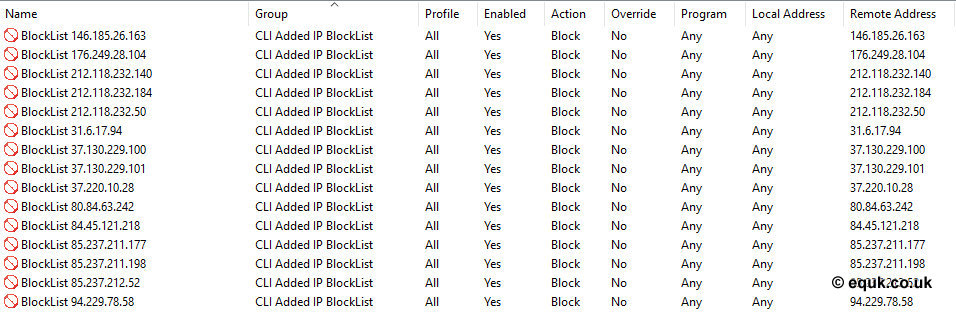 Name Group Profile Enabled Action Override Program Local Address Remote Address
BlockList 146.185.26.163 CLI Added IP BlockList All Yes Block No Any Any 146.185.26.163
BlockList 176.249.28.104 CLI Added IP BlockList All Yes Block No Any Any 176.249.28.104
BlockList 212.118.232.140 CLI Added IP BlockList All Yes Block No Any Any 212.118.232.140
BlockList 212.118.232.184 CLI Added IP BlockList All Yes Block No Any Any 212.118.232.184
BlockList 212.118.232.50 CLI Added IP BlockList All Yes Block No Any Any 212.118.232.50
BlockList 31.6.17.94 CLI Added IP BlockList All Yes Block No Any Any 31.6.17.94
BlockList 37.130.229.100 CLI Added IP BlockList All Yes Block No Any Any 37.130.229.100
BlockList 37.130.229.101 CLI Added IP BlockList All Yes Block No Any Any 37.130.229.101
BlockList 37.220.10.28 CLI Added IP BlockList All Yes Block No Any Any 37.220.10.28
BlockList 80.84.63.242 CLI Added IP BlockList All Yes Block No Any Any 80.84.63.242
BlockList 84.45.121.218 CLI Added IP BlockList All Yes Block No Any Any 84.45.121.218
BlockList 85.237.211.177 CLI Added IP BlockList All Yes Block No Any Any 85.237.211.177
BlockList 85.237.211.198 CLI Added IP BlockList All Yes Block No Any Any 85.237.211.198
BlockList 85.237.212.52 CLI Added IP BlockList All Yes Block No Any Any
© equk.co.uk
BlockList 94.229.78.58 CLI Added IP BlockList All Yes Block No Any Any 94.229.78.58